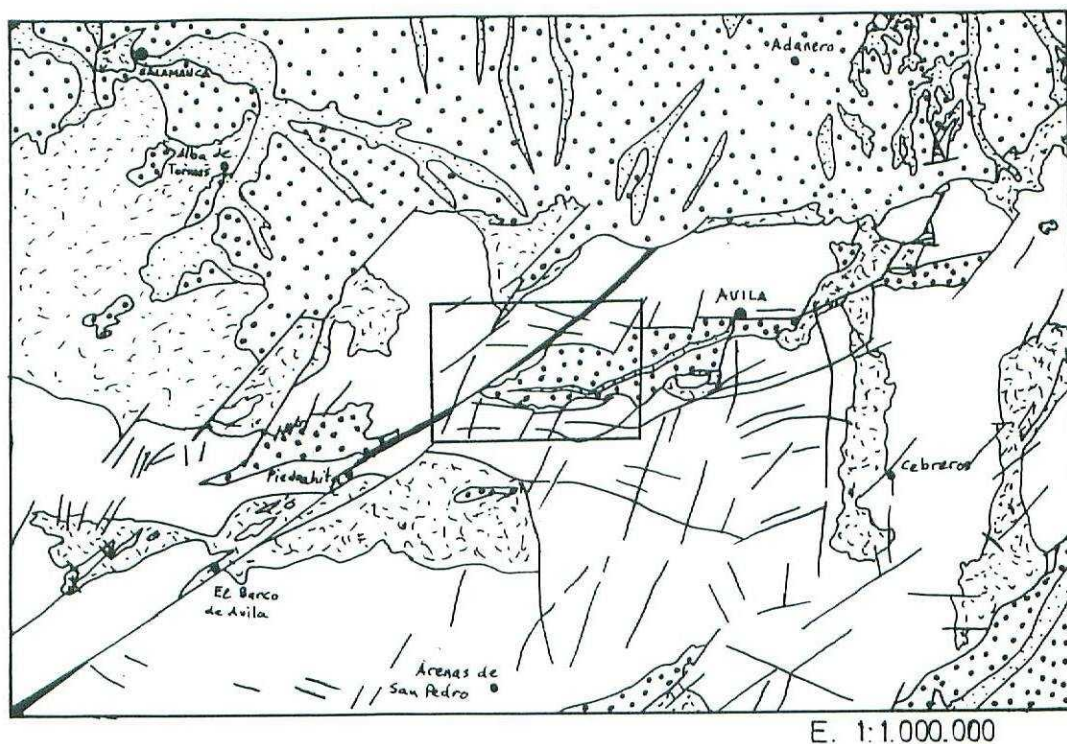 SALAMANCA
Adanero
Alba de
Tormes
AVILA
Piedrahita
Cebreros
El Barco
de Avila
Arenas de
San Pedro
E. 1:1.000.000